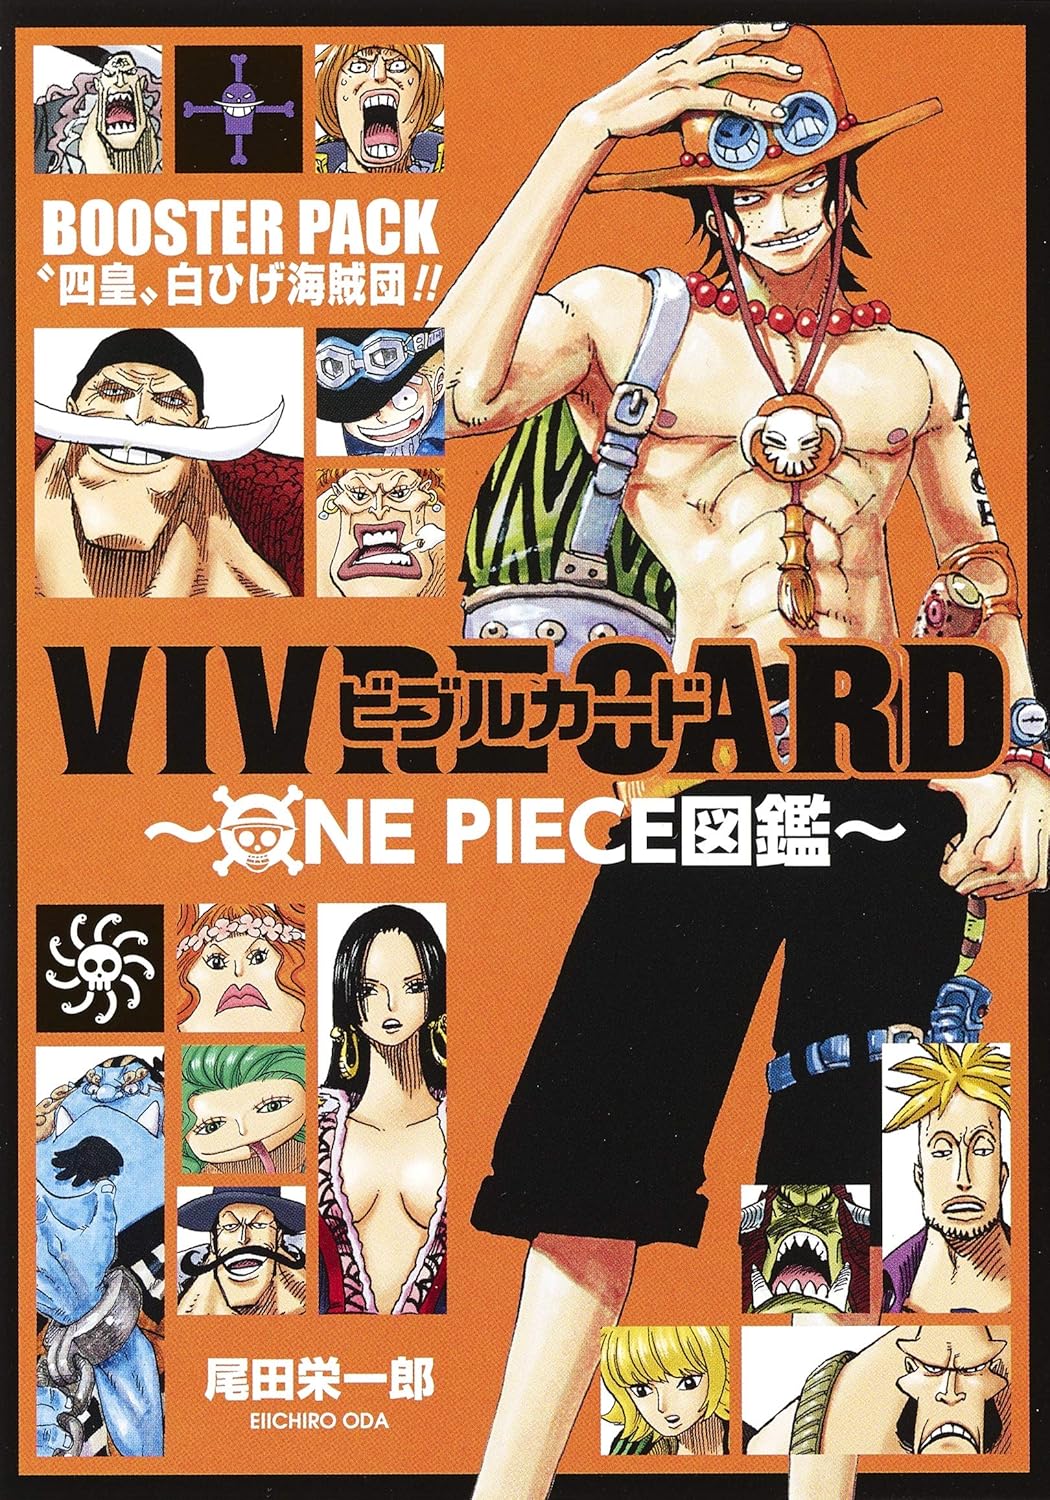 BOOSTER PACK
〝四皇〟白ひげ海賊団!!
VIVRE CARD
ビブルカード
～ONE PIECE図鑑～
尾田栄一郎
EIICHIRO ODA